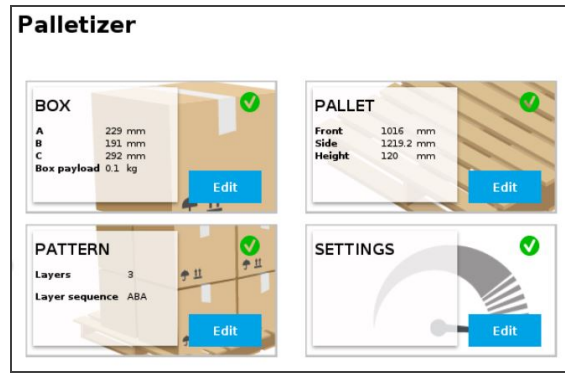 Palletizer
BOX
A 229 mm
B 191 mm
C 292 mm
Box payload 0.1 kg
Edit
PALLET
Front 1016 mm
Side 1219.2 mm
Height 120 mm
Edit
PATTERN
Layers 3
Layer sequence ABA
Edit
SETTINGS
Edit